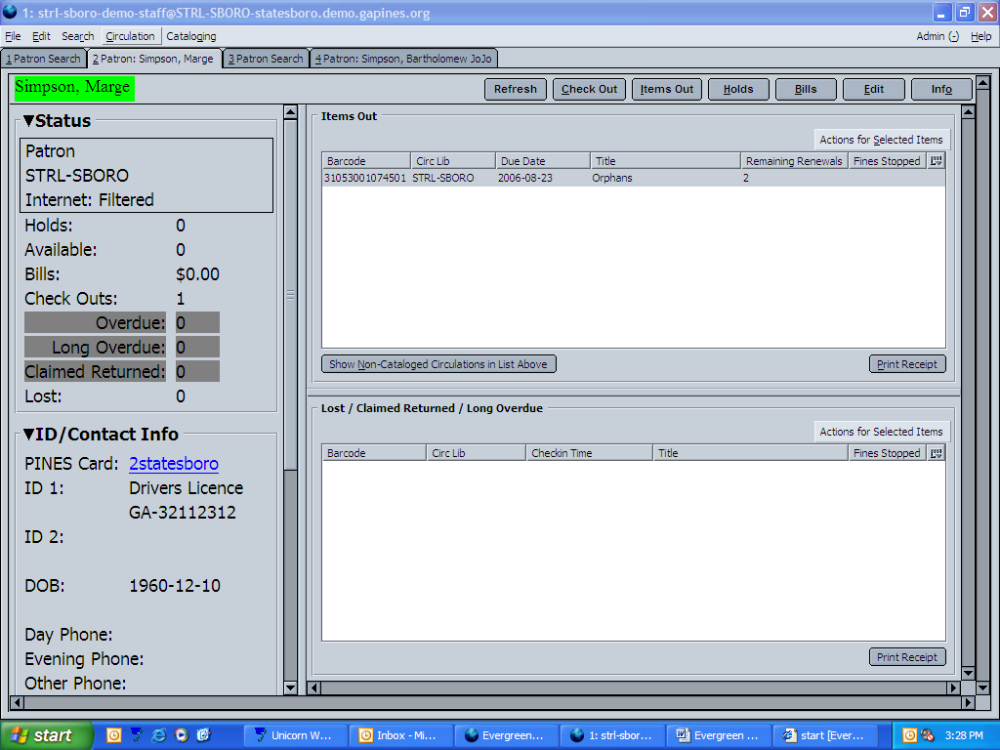 1: strl-sboro-demo-staff@STRL-SBORO-statesboro.demo.gapines.org
File Edit Search Circulation Cataloging Admin (-) Help
1 Patron Search 2 Patron: Simpson, Marge 3 Patron Search 4 Patron: Simpson, Bartholomew JoJo
Simpson, Marge
Refresh Check Out Items Out Holds Bills Edit Info
▼Status
Patron
STRL-SBORO
Internet: Filtered
Holds: 0
Available: 0
Bills: $0.00
Check Outs: 1
Overdue: 0
Long Overdue: 0
Claimed Returned: 0
Lost: 0
▼ID/Contact Info
PINES Card: 2statesboro
ID 1: Drivers Licence
GA-32112312
ID 2:
DOB: 1960-12-10
Day Phone:
Evening Phone:
Other Phone:
Items Out
Actions for Selected Items
Barcode Circ Lib Due Date Title Remaining Renewals Fines Stopped
31053001074501 STRL-SBORO 2006-08-23 Orphans 2
Show Non-Cataloged Circulations in List Above Print Receipt
Lost / Claimed Returned / Long Overdue
Actions for Selected Items
Barcode Circ Lib Checkin Time Title Fines Stopped
Print Receipt
start Unicorn W... Inbox - Mi... Evergreen... 1: strl-sbor... Evergreen ... start [Ever... 3:28 PM